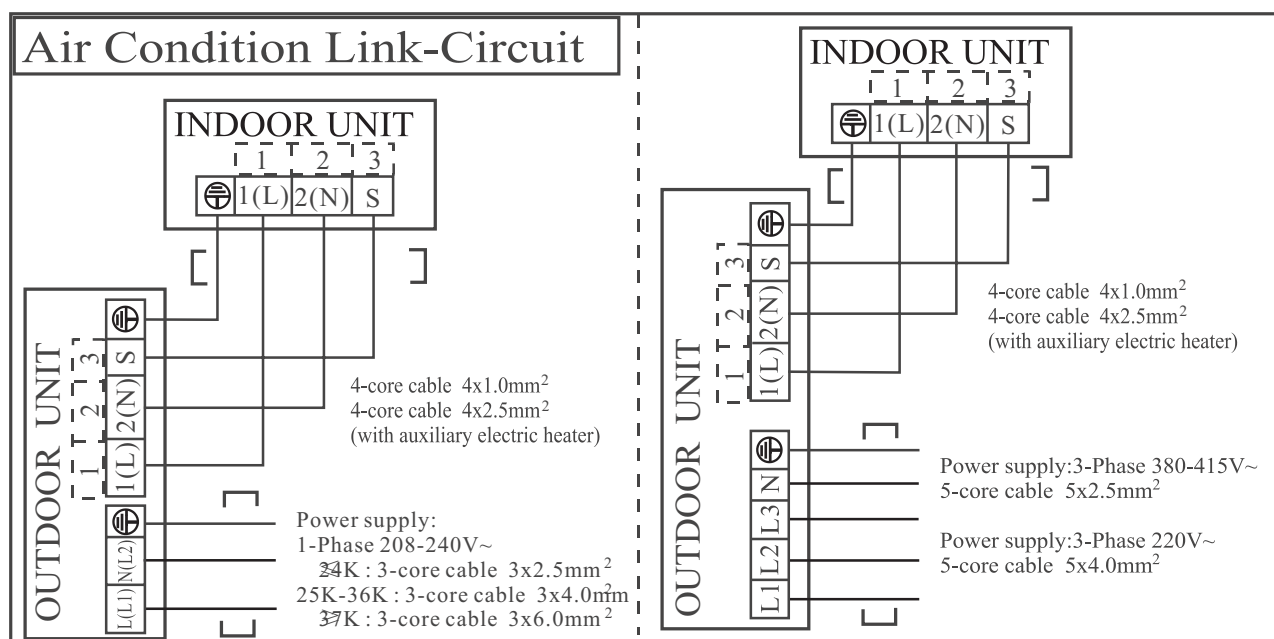 Air Condition Link-Circuit
INDOOR UNIT
1 2 3
1(L) 2(N) S
OUTDOOR UNIT
3 S
2 2(N)
1 1(L)
N(L2)
L(L1)
4-core cable 4x1.0mm²
4-core cable 4x2.5mm²
(with auxiliary electric heater)
Power supply:
1-Phase 208-240V~
≤24K : 3-core cable 3x2.5mm²
25K-36K : 3-core cable 3x4.0mm²
≥37K : 3-core cable 3x6.0mm²
INDOOR UNIT
1 2 3
1(L) 2(N) S
OUTDOOR UNIT
3 S
2 2(N)
1 1(L)
N
L3
L2
L1
4-core cable 4x1.0mm²
4-core cable 4x2.5mm²
(with auxiliary electric heater)
Power supply:3-Phase 380-415V~
5-core cable 5x2.5mm²
Power supply:3-Phase 220V~
5-core cable 5x4.0mm²